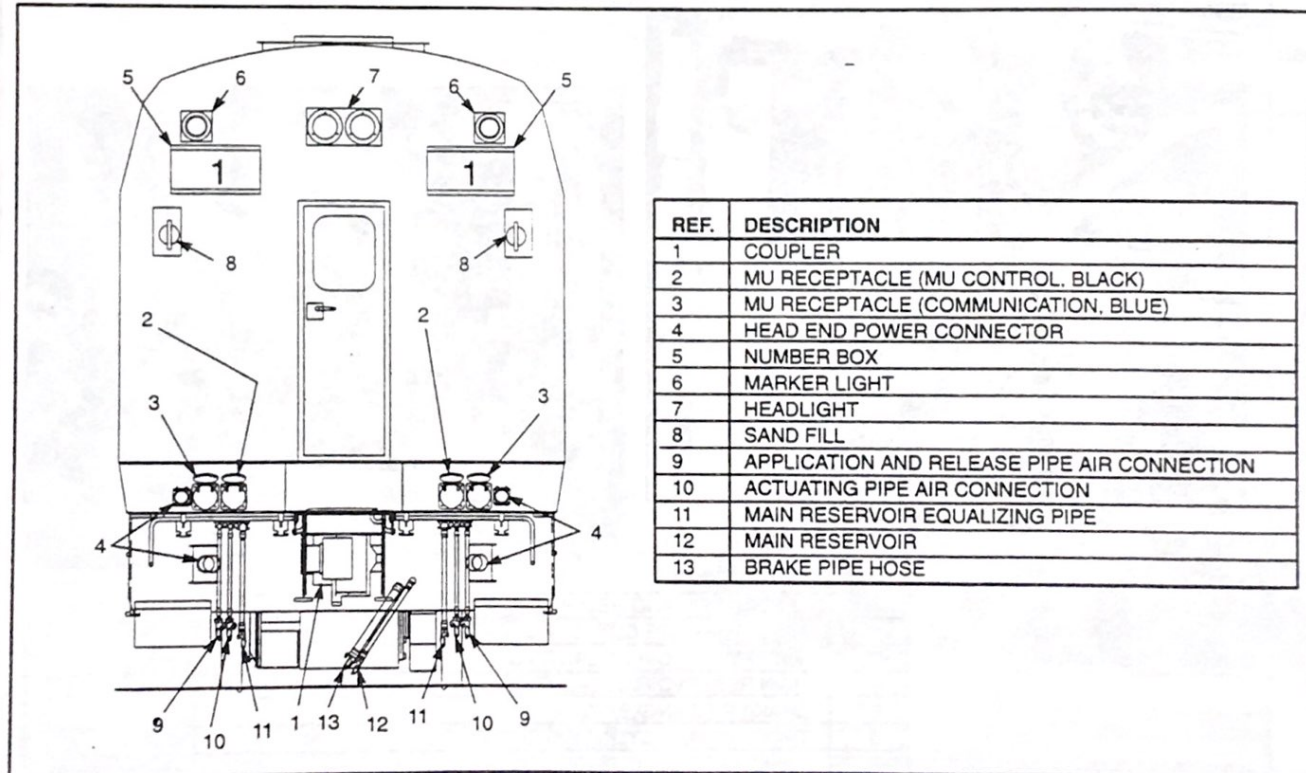 5 6 7 6 5
1 1
8 8
2 2
3 3
4 4
9 10 11 1 13 12 11 10 9
REF. DESCRIPTION
1 COUPLER
2 MU RECEPTACLE (MU CONTROL, BLACK)
3 MU RECEPTACLE (COMMUNICATION, BLUE)
4 HEAD END POWER CONNECTOR
5 NUMBER BOX
6 MARKER LIGHT
7 HEADLIGHT
8 SAND FILL
9 APPLICATION AND RELEASE PIPE AIR CONNECTION
10 ACTUATING PIPE AIR CONNECTION
11 MAIN RESERVOIR EQUALIZING PIPE
12 MAIN RESERVOIR
13 BRAKE PIPE HOSE